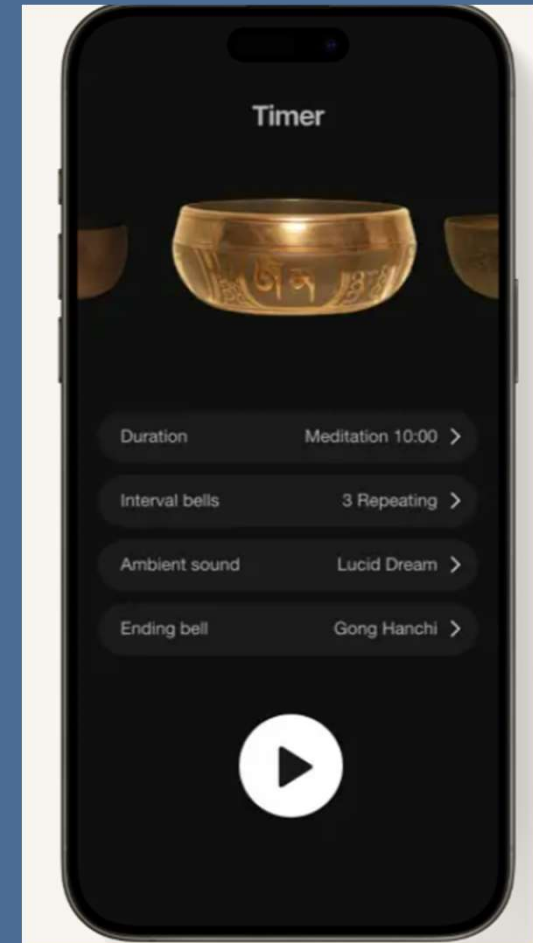 Timer
Duration Meditation 10:00
Interval bells 3 Repeating
Ambient sound Lucid Dream
Ending bell Gong Hanchi